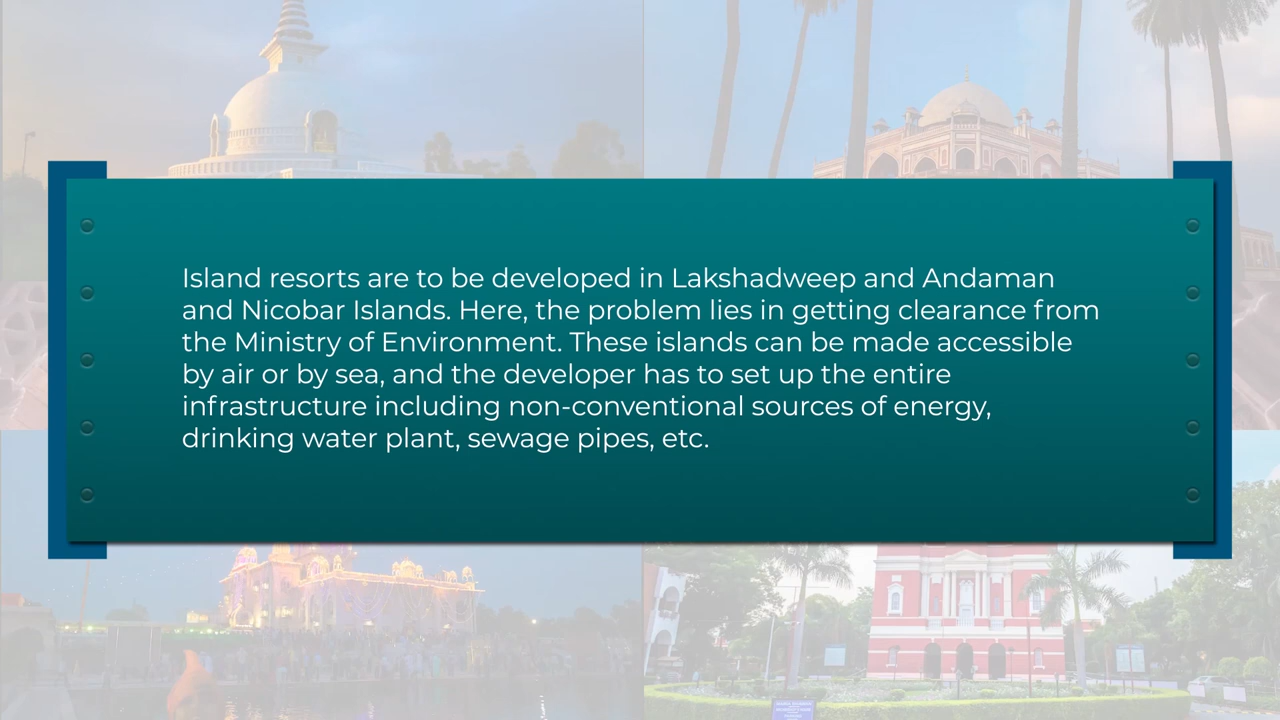 Island resorts are to be developed in Lakshadweep and Andaman
and Nicobar Islands. Here, the problem lies in getting clearance from
the Ministry of Environment. These islands can be made accessible
by air or by sea, and the developer has to set up the entire
infrastructure including non-conventional sources of energy,
drinking water plant, sewage pipes, etc.